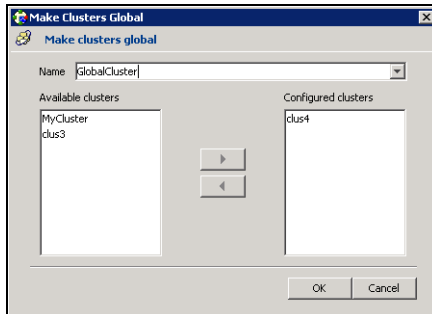 Make Clusters Global
Make clusters global
Name GlobalCluster
Available clusters Configured clusters
MyCluster clus4
clus3
OK Cancel